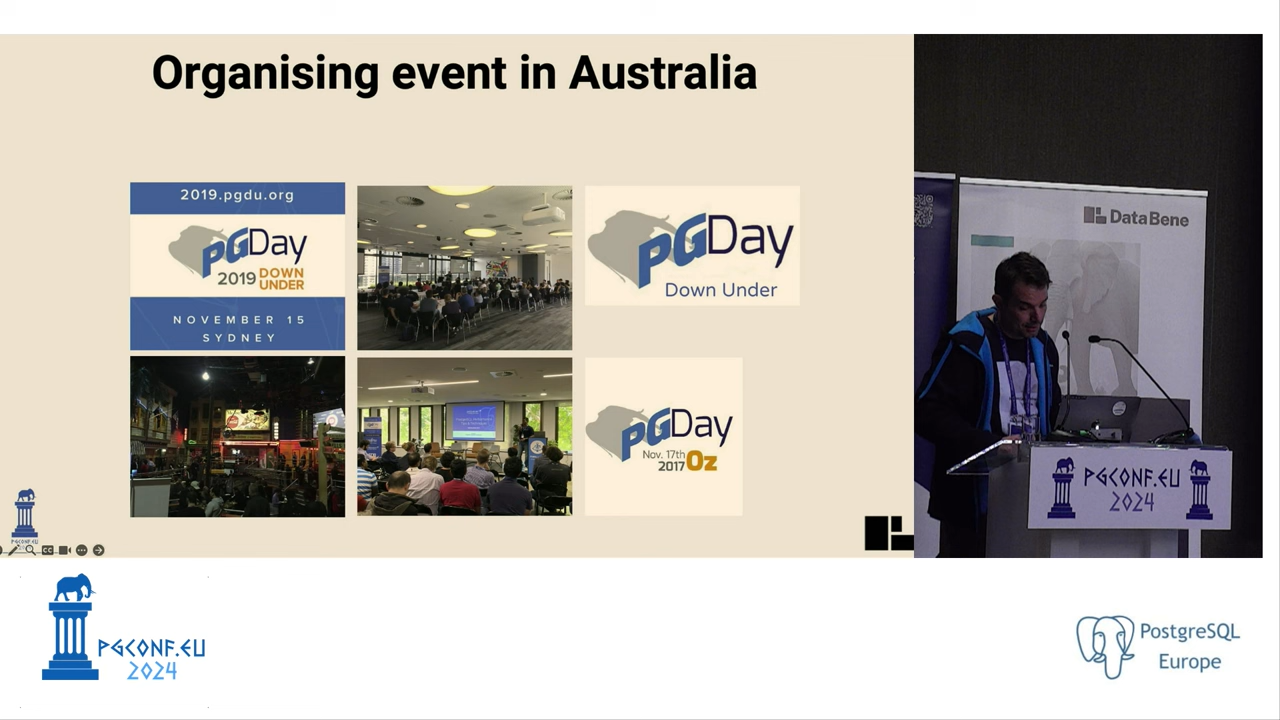 Organising event in Australia
2019.pgdu.org
PGDay
2019 DOWN
UNDER
NOVEMBER 15
SYDNEY
PGDay
Down Under
PGDay
Nov. 17th
2017 Oz
DataBene
PGCONF.EU
2024
CC
PGCONF.EU
2024
PostgreSQL
Europe